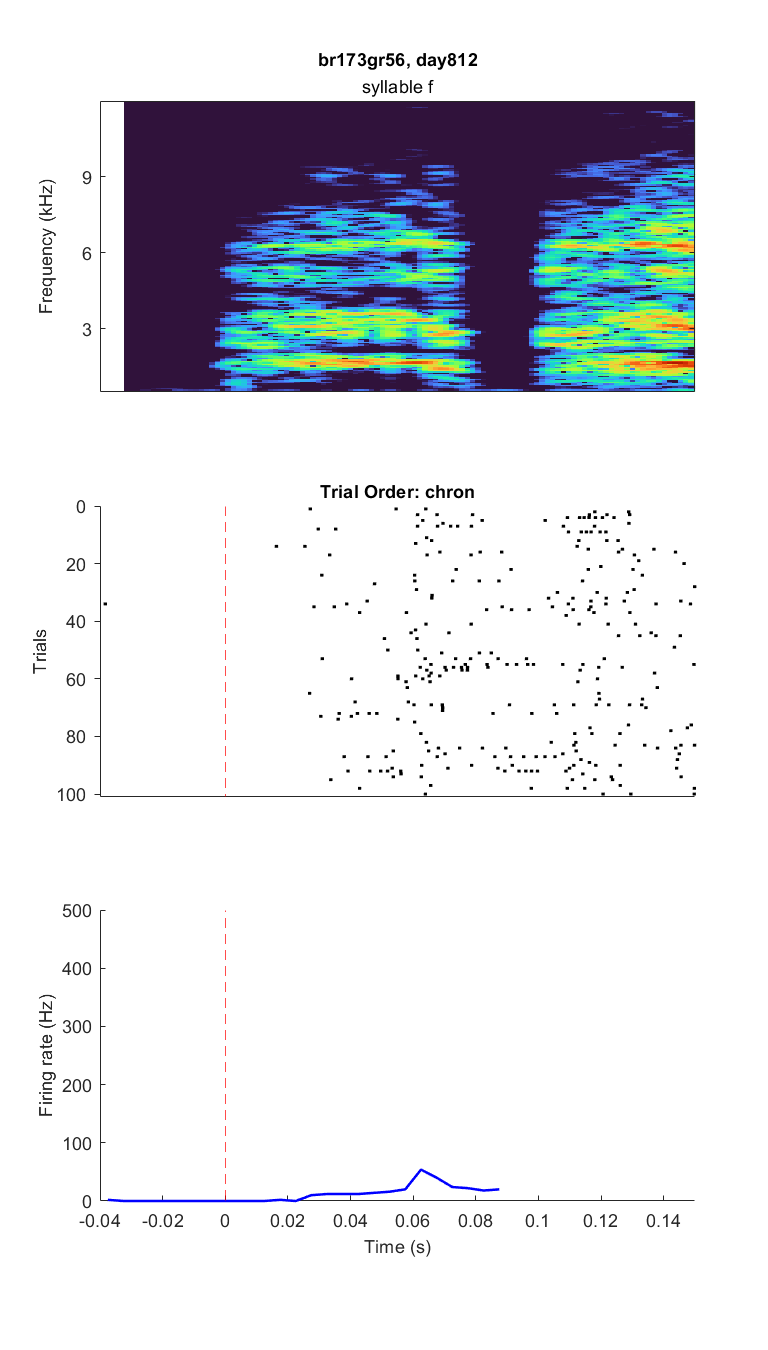 br173gr56, day812
syllable f
9
6
3
Frequency (kHz)
Trial Order: chron
0
20
40
60
80
100
Trials
500
400
300
200
100
0
Firing rate (Hz)
-0.04 -0.02 0 0.02 0.04 0.06 0.08 0.1 0.12 0.14
Time (s)